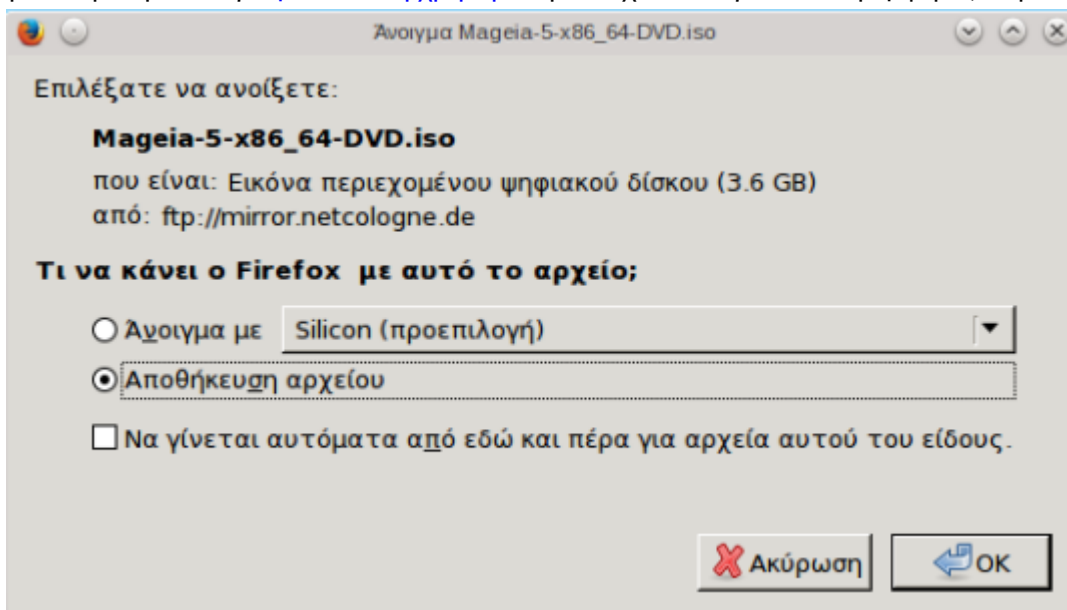 Άνοιγμα Mageia-5-x86_64-DVD.iso
Επιλέξατε να ανοίξετε:
Mageia-5-x86_64-DVD.iso
που είναι: Εικόνα περιεχομένου ψηφιακού δίσκου (3.6 GB)
από: ftp://mirror.netcologne.de
Τι να κάνει ο Firefox με αυτό το αρχείο;
Άνοιγμα με Silicon (προεπιλογή)
Αποθήκευση αρχείου
Να γίνεται αυτόματα από εδώ και πέρα για αρχεία αυτού του είδους.
Ακύρωση OK